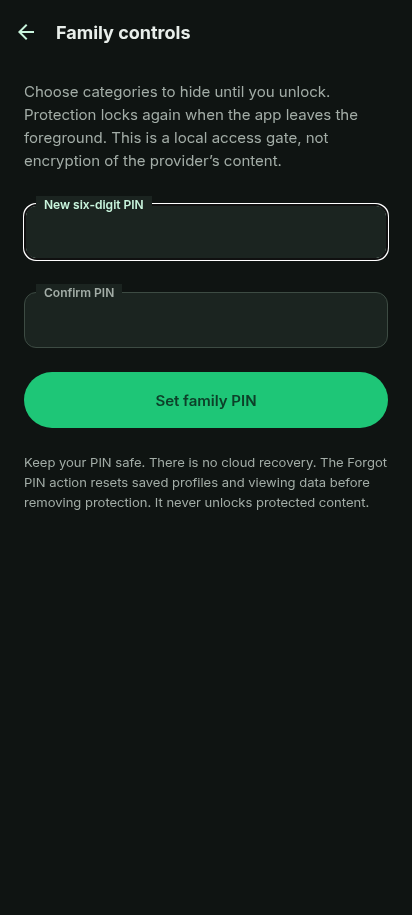 Family controls
Choose categories to hide until you unlock.
Protection locks again when the app leaves the
foreground. This is a local access gate, not
encryption of the provider’s content.
New six-digit PIN
Confirm PIN
Set family PIN
Keep your PIN safe. There is no cloud recovery. The Forgot
PIN action resets saved profiles and viewing data before
removing protection. It never unlocks protected content.